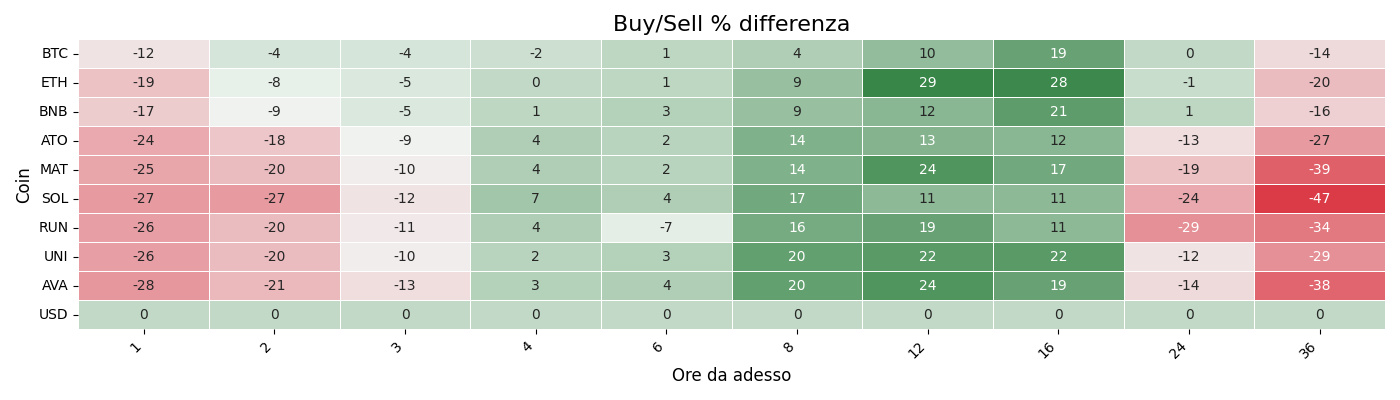 Buy/Sell % differenza
Coin
BTC -12 -4 -4 -2 1 4 10 19 0 -14
ETH -19 -8 -5 0 1 9 29 28 -1 -20
BNB -17 -9 -5 1 3 9 12 21 1 -16
ATO -24 -18 -9 4 2 14 13 12 -13 -27
MAT -25 -20 -10 4 2 14 24 17 -19 -39
SOL -27 -27 -12 7 4 17 11 11 -24 -47
RUN -26 -20 -11 4 -7 16 19 11 -29 -34
UNI -26 -20 -10 2 3 20 22 22 -12 -29
AVA -28 -21 -13 3 4 20 24 19 -14 -38
USD 0 0 0 0 0 0 0 0 0 0
1 2 3 4 6 8 12 16 24 36
Ore da adesso